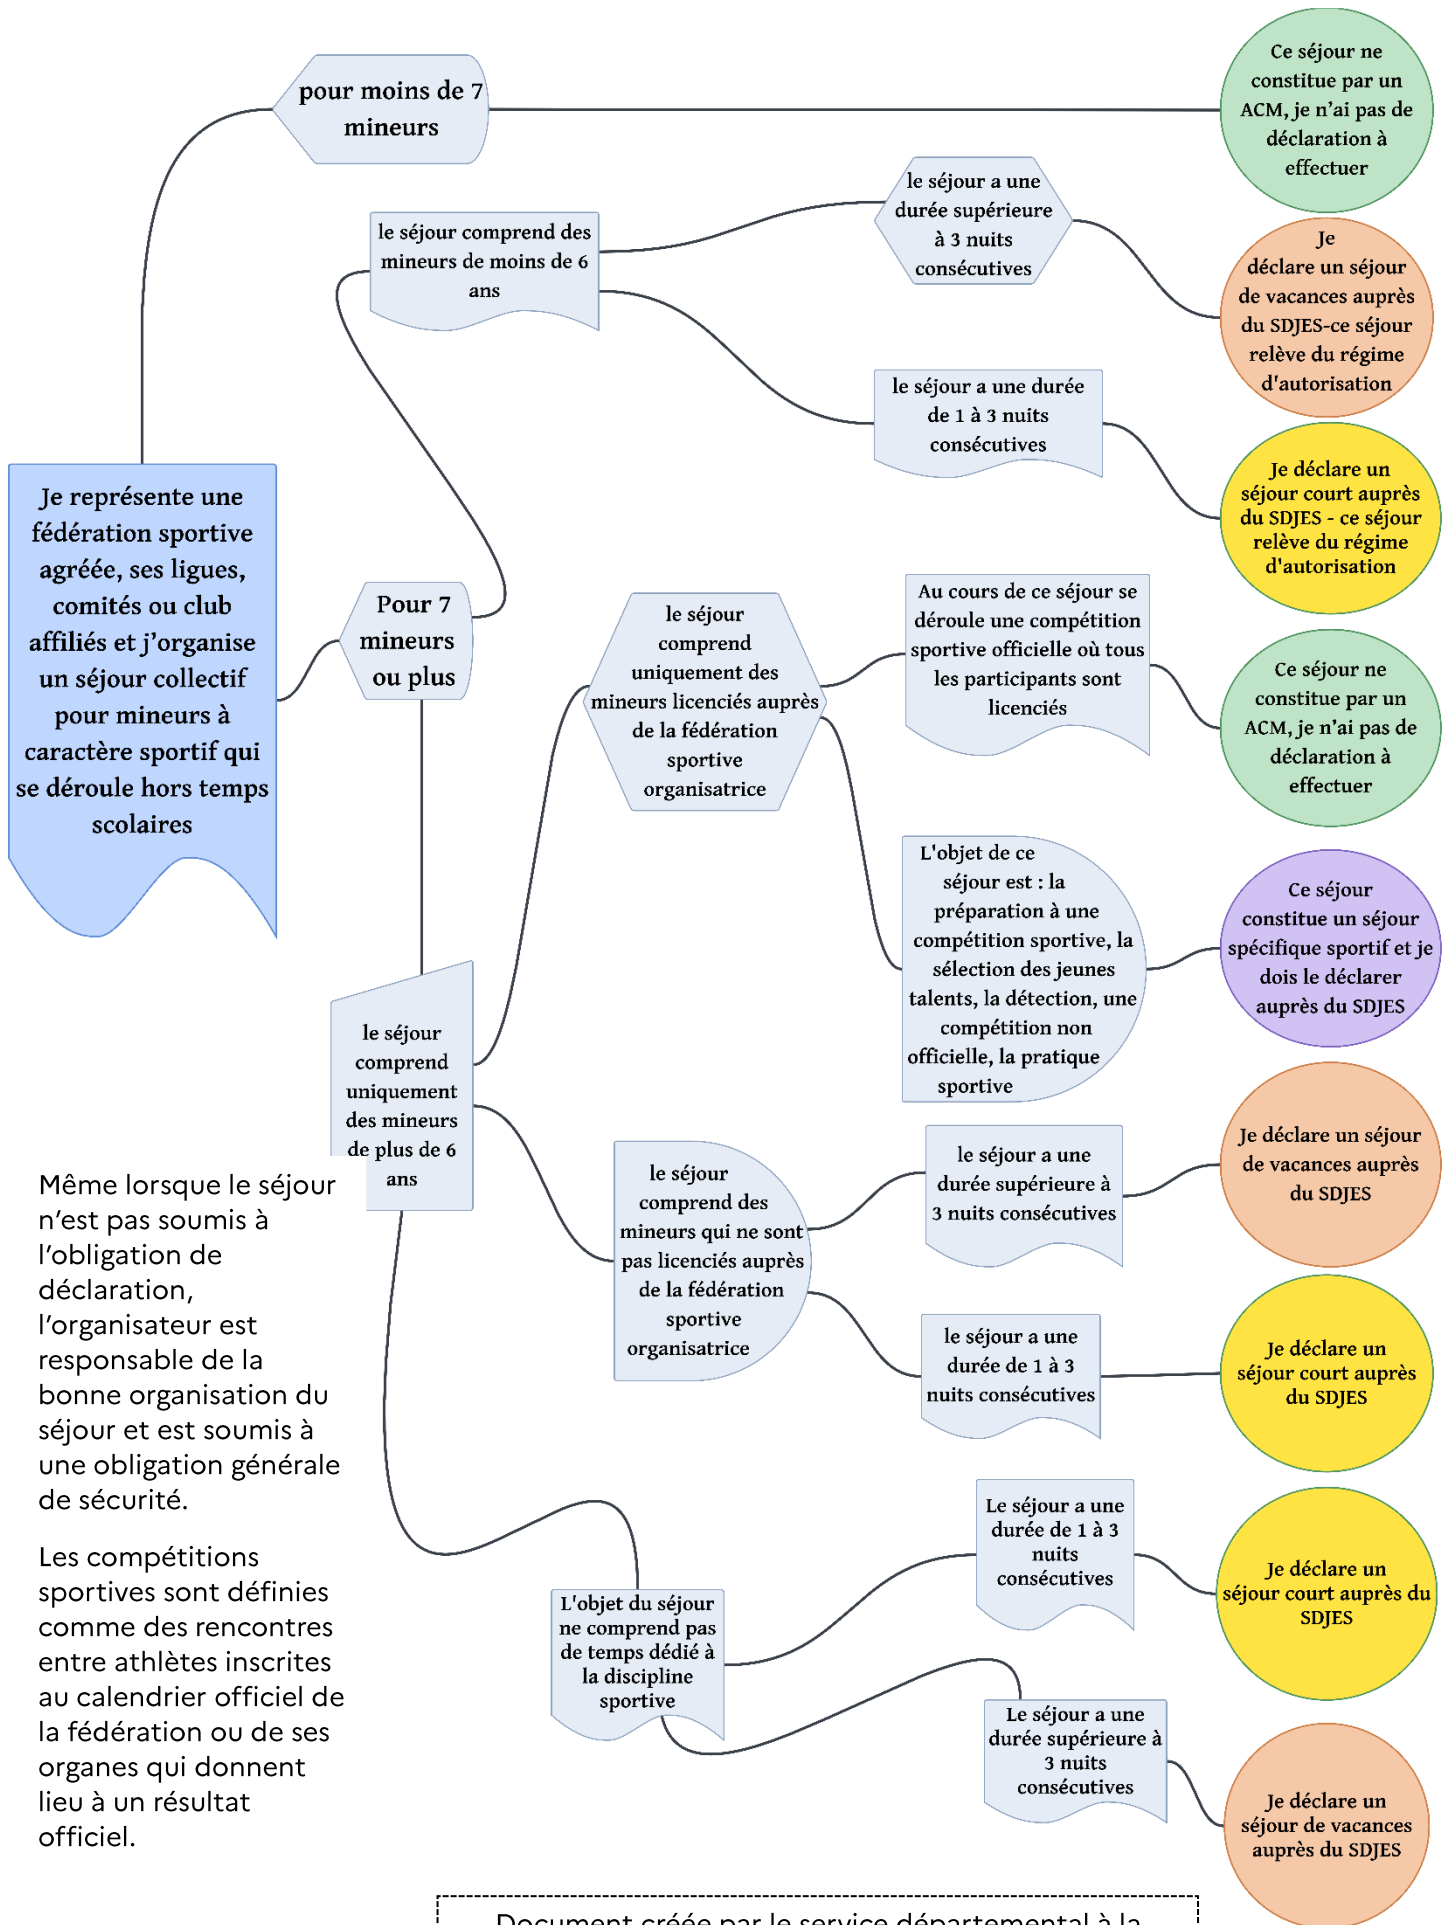 pour moins de 7
mineurs
Ce séjour ne
constitue par un
ACM, je n'ai pas de
déclaration à
effectuer
le séjour comprend des
mineurs de moins de 6
ans
le séjour a une
durée supérieure
à 3 nuits
consécutives
Je
déclare un séjour
de vacances auprès
du SDJES-ce séjour
relève du régime
d'autorisation
le séjour a une durée
de 1 à 3 nuits
consécutives
Je déclare un
séjour court auprès
du SDJES - ce séjour
relève du régime
d'autorisation
Je représente une
fédération sportive
agréée, ses ligues,
comités ou club
affiliés et j'organise
un séjour collectif
pour mineurs à
caractère sportif qui
se déroule hors temps
scolaires
Pour 7
mineurs
ou plus
le séjour
comprend
uniquement des
mineurs licenciés auprès
de la fédération
sportive
organisatrice
Au cours de ce séjour se
déroule une compétition
sportive officielle où tous
les participants sont
licenciés
Ce séjour ne
constitue par un
ACM, je n'ai pas de
déclaration à
effectuer
L'objet de ce
séjour est : la
préparation à une
compétition sportive, la
sélection des jeunes
talents, la détection, une
compétition non
officielle, la pratique
sportive
Ce séjour
constitue un séjour
spécifique sportif et je
dois le déclarer
auprès du SDJES
le séjour
comprend
uniquement
des mineurs
de plus de 6
ans
le séjour
comprend des
mineurs qui ne sont
pas licenciés auprès
de la fédération
sportive
organisatrice
le séjour a une
durée supérieure à
3 nuits consécutives
Je déclare un séjour
de vacances auprès
du SDJES
le séjour a une
durée de 1 à 3
nuits consécutives
Je déclare un
séjour court auprès
du SDJES
Même lorsque le séjour
n'est pas soumis à
l'obligation de
déclaration,
l'organisateur est
responsable de la
bonne organisation du
séjour et est soumis à
une obligation générale
de sécurité.
Les compétitions
sportives sont définies
comme des rencontres
entre athlètes inscrites
au calendrier officiel de
la fédération ou de ses
organes qui donnent
lieu à un résultat
officiel.
L'objet du séjour
ne comprend pas
de temps dédié à
la discipline
sportive
Le séjour a une
durée de 1 à 3
nuits
consécutives
Je déclare un
séjour court auprès du
SDJES
Le séjour a une
durée supérieure à
3 nuits
consécutives
Je déclare un
séjour de vacances
auprès du SDJES
Document créée par le service départemental à la